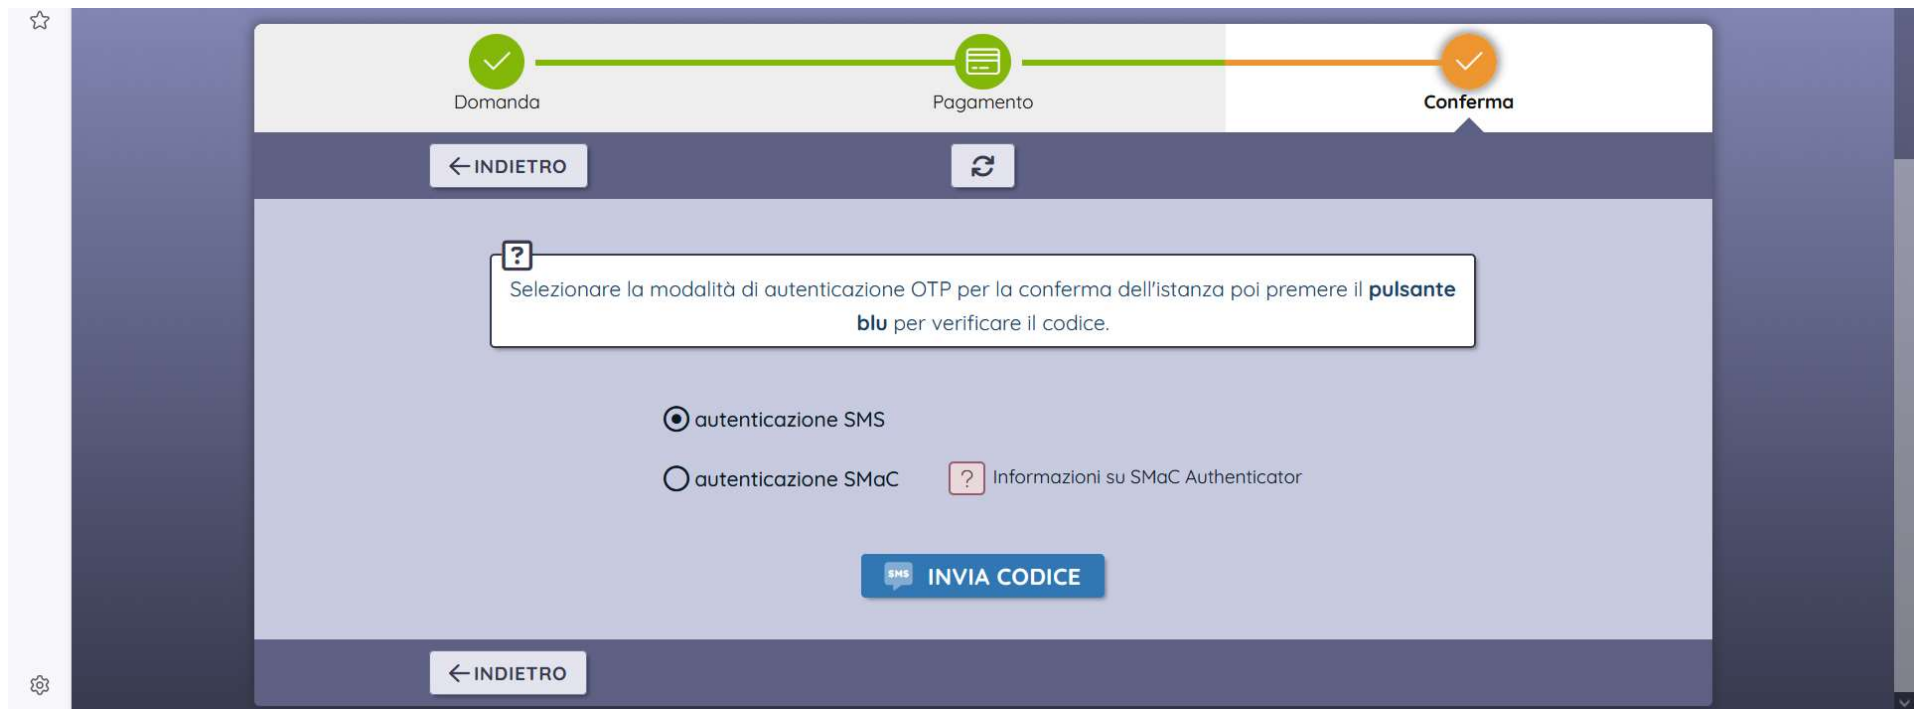 Domanda
Pagamento
Conferma
INDIETRO
?
Selezionare la modalità di autenticazione OTP per la conferma dell'istanza poi premere il pulsante
blu per verificare il codice.
autenticazione SMS
autenticazione SMaC
? Informazioni su SMaC Authenticator
SMS INVIA CODICE
INDIETRO